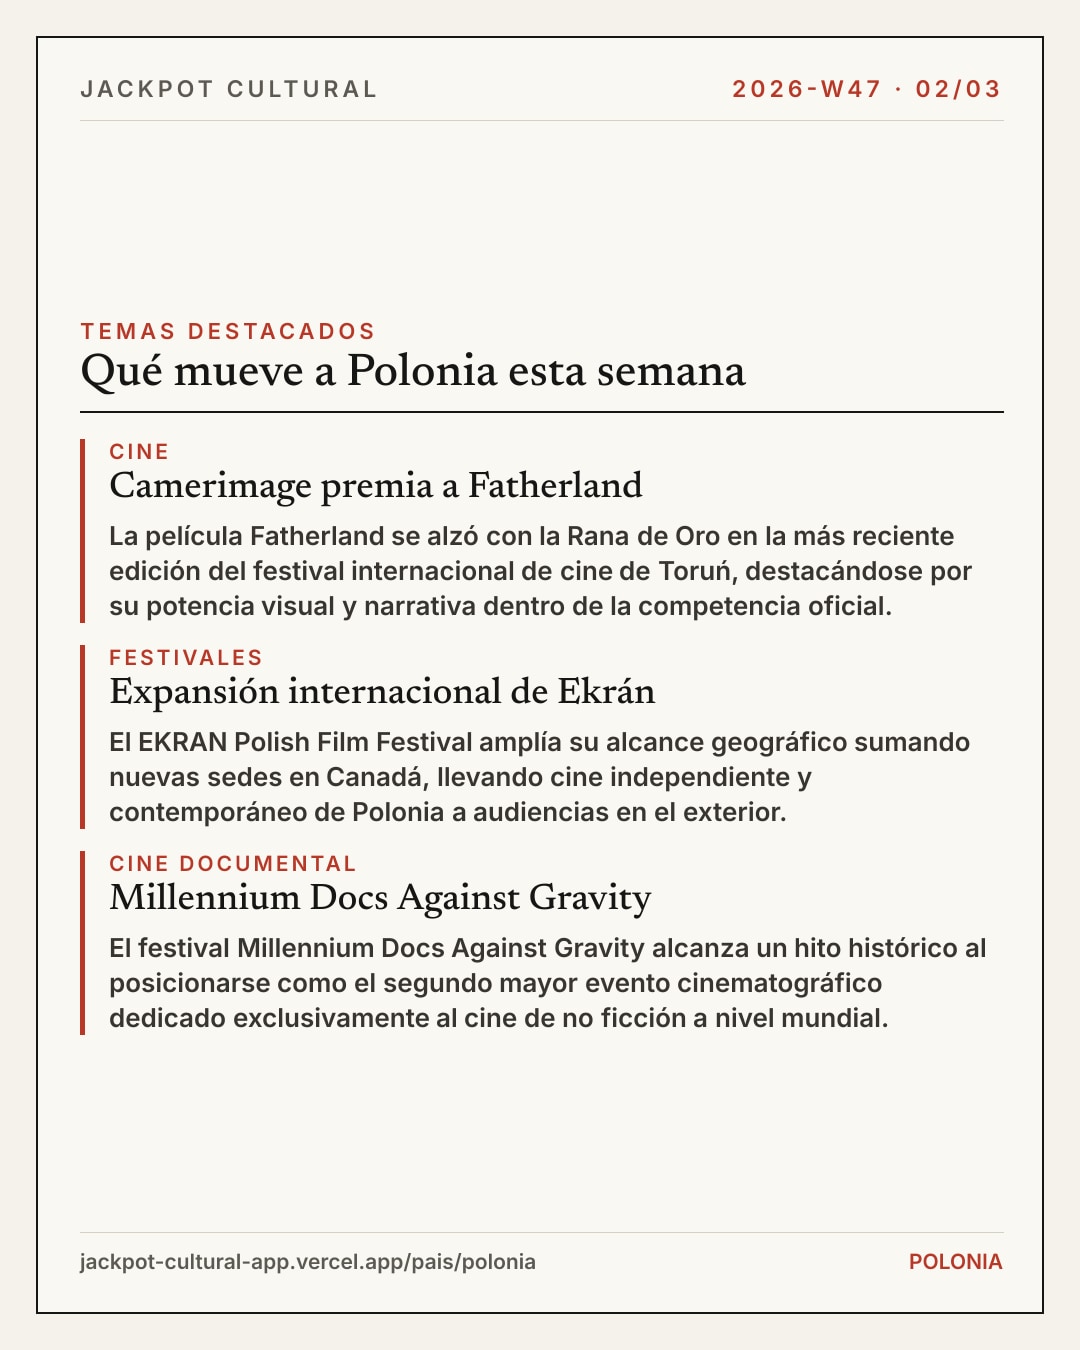 JACKPOT CULTURAL
2026-W47 · 02/03
TEMAS DESTACADOS
Qué mueve a Polonia esta semana
CINE
Camerimage premia a Fatherland
La película Fatherland se alzó con la Rana de Oro en la más reciente
edición del festival internacional de cine de Toruń, destacándose por
su potencia visual y narrativa dentro de la competencia oficial.
FESTIVALES
Expansión internacional de Ekrán
El EKRAN Polish Film Festival amplía su alcance geográfico sumando
nuevas sedes en Canadá, llevando cine independiente y
contemporáneo de Polonia a audiencias en el exterior.
CINE DOCUMENTAL
Millennium Docs Against Gravity
El festival Millennium Docs Against Gravity alcanza un hito histórico al
posicionarse como el segundo mayor evento cinematográfico
dedicado exclusivamente al cine de no ficción a nivel mundial.
jackpot-cultural-app.vercel.app/pais/polonia
POLONIA